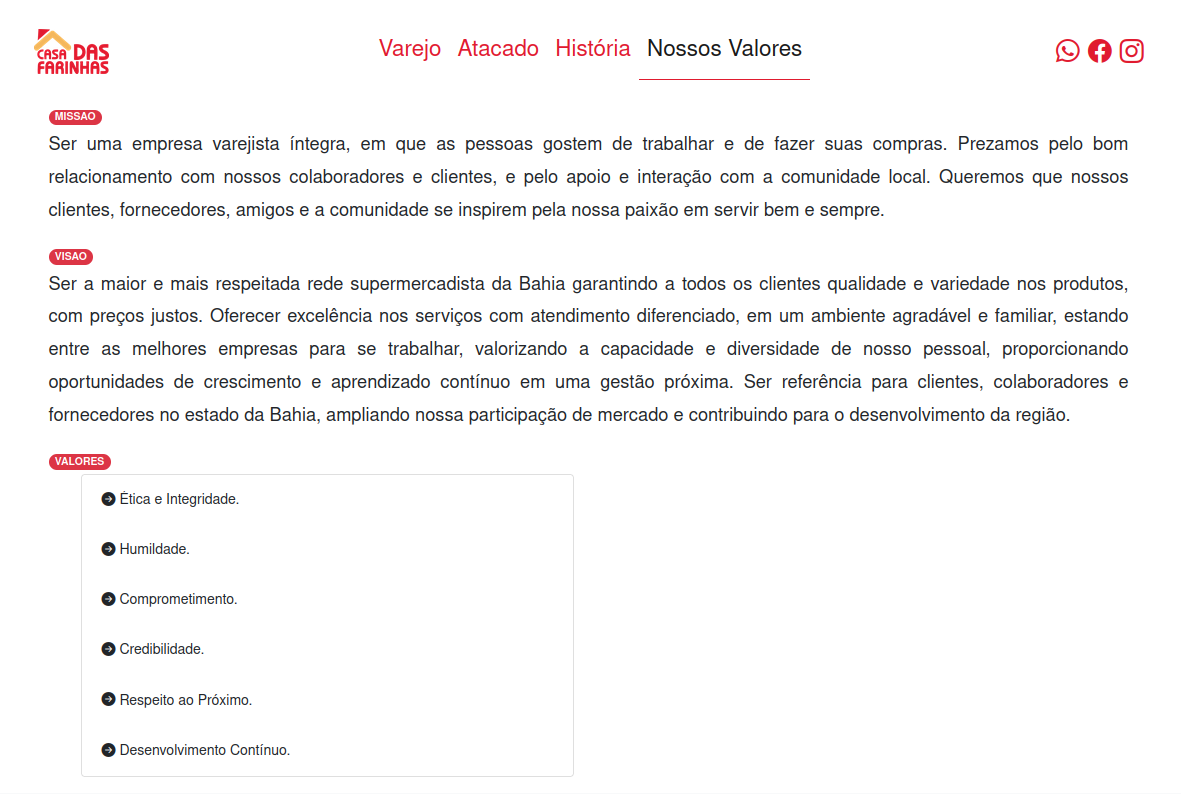 CASA DAS
FARINHAS
Varejo Atacado História Nossos Valores
MISSAO
Ser uma empresa varejista íntegra, em que as pessoas gostem de trabalhar e de fazer suas compras. Prezamos pelo bom
relacionamento com nossos colaboradores e clientes, e pelo apoio e interação com a comunidade local. Queremos que nossos
clientes, fornecedores, amigos e a comunidade se inspirem pela nossa paixão em servir bem e sempre.
VISAO
Ser a maior e mais respeitada rede supermercadista da Bahia garantindo a todos os clientes qualidade e variedade nos produtos,
com preços justos. Oferecer excelência nos serviços com atendimento diferenciado, em um ambiente agradável e familiar, estando
entre as melhores empresas para se trabalhar, valorizando a capacidade e diversidade de nosso pessoal, proporcionando
oportunidades de crescimento e aprendizado contínuo em uma gestão próxima. Ser referência para clientes, colaboradores e
fornecedores no estado da Bahia, ampliando nossa participação de mercado e contribuindo para o desenvolvimento da região.
VALORES
Ética e Integridade.
Humildade.
Comprometimento.
Credibilidade.
Respeito ao Próximo.
Desenvolvimento Contínuo.